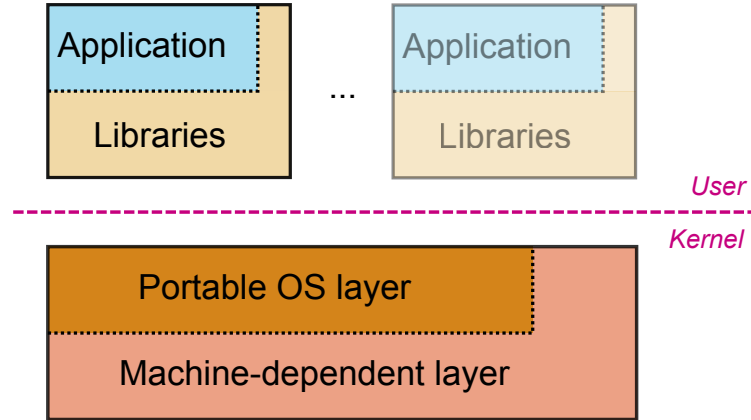 Application
Libraries
...
Application
Libraries
User
Kernel
Portable OS layer
Machine-dependent layer